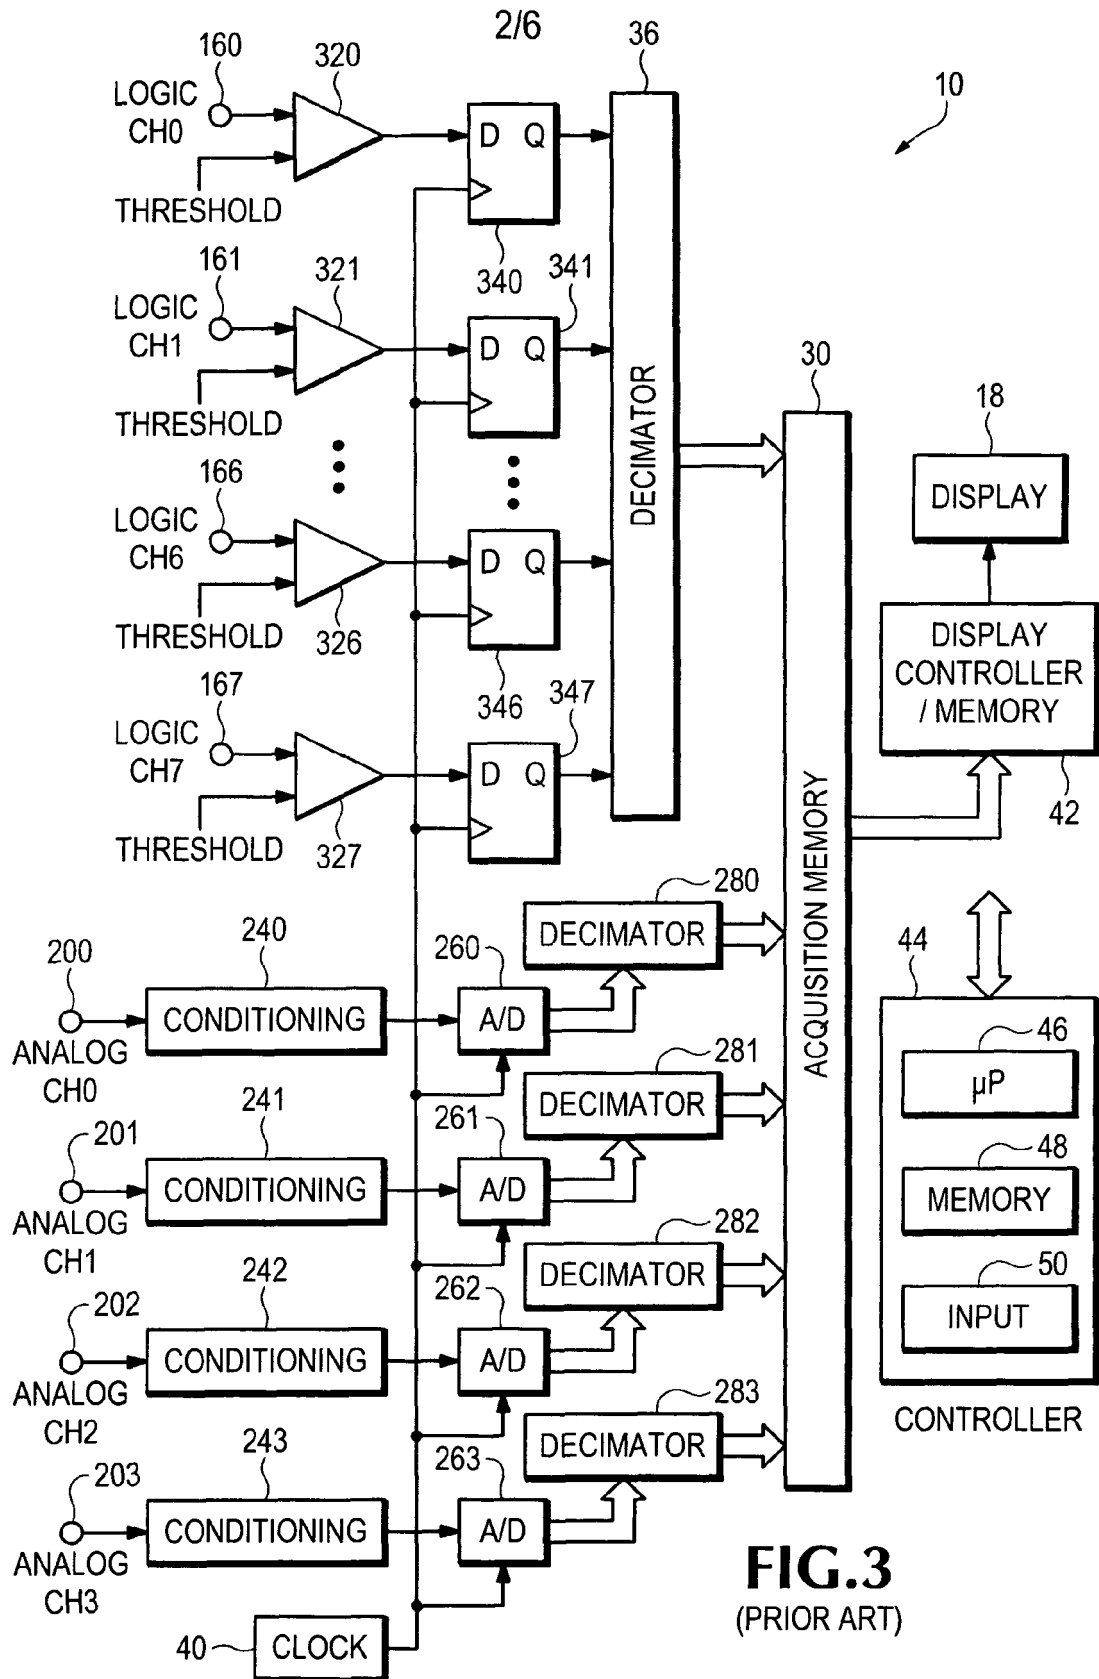 2/6
160
320
36
10
LOGIC
CH0
D Q
THRESHOLD
340
161
321
341
LOGIC
CH1
D Q
THRESHOLD
30
18
DISPLAY
166
LOGIC
CH6
D Q
THRESHOLD
326
346
DECIMATOR
DISPLAY
CONTROLLER
/ MEMORY
42
167
347
LOGIC
CH7
D Q
THRESHOLD
327
ACQUISITION MEMORY
280
DECIMATOR
200
240
260
CONDITIONING
A/D
ANALOG
CH0
44
46
µP
281
DECIMATOR
201
241
261
CONDITIONING
A/D
ANALOG
CH1
48
MEMORY
282
DECIMATOR
202
242
262
CONDITIONING
A/D
ANALOG
CH2
50
INPUT
CONTROLLER
283
DECIMATOR
203
243
263
CONDITIONING
A/D
ANALOG
CH3
40
CLOCK
FIG.3
(PRIOR ART)